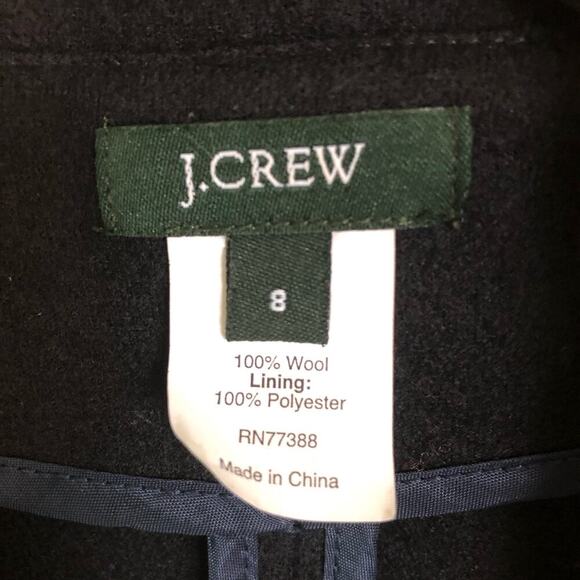 J.CREW
8
100% Wool
Lining:
100% Polyester
RN77388
Made in China